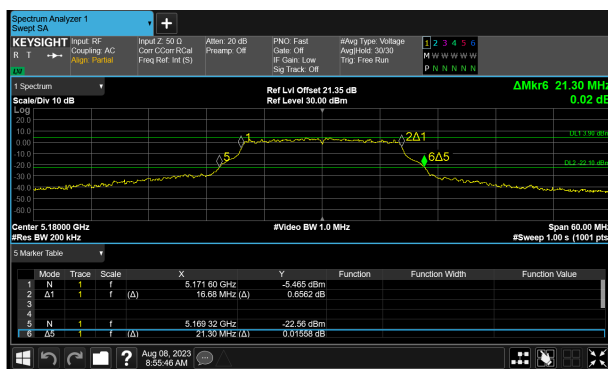 Spectrum Analyzer 1
Swept SA
+
KEYSIGHT Input: RF Input Z: 50 Ω Atten: 20 dB PNO: Fast #Avg Type: Voltage 1 2 3 4 5 6
R T Coupling: AC Corr CCorr RCal Preamp: Off Gate: Off Avg|Hold: 30/30 M W W W W W
Align: Partial Freq Ref: Int (S) IF Gain: Low Trig: Free Run P N N N N N
Sig Track: Off
1 Spectrum Ref Lvl Offset 21.35 dB ΔMkr6 21.30 MHz
Scale/Div 10 dB Ref Level 30.00 dBm 0.02 dB
Log
20.0
10.0 1 2Δ1 DL1 3.90 dBm
0.00
-10.0
-20.0 5 6Δ5 DL2 -22.10 dBm
-30.0
-40.0
-50.0
-60.0
Center 5.18000 GHz #Video BW 1.0 MHz Span 60.00 MHz
#Res BW 200 kHz #Sweep 1.00 s (1001 pts)
5 Marker Table
Mode Trace Scale X Y Function Function Width Function Value
1 N 1 f 5.171 60 GHz -5.465 dBm
2 Δ1 1 f (Δ) 16.68 MHz (Δ) 0.6562 dB
3
4
5 N 1 f 5.169 32 GHz -22.56 dBm
6 Δ5 1 f (Δ) 21.30 MHz (Δ) 0.01558 dB
? Aug 08, 2023
8:55:46 AM